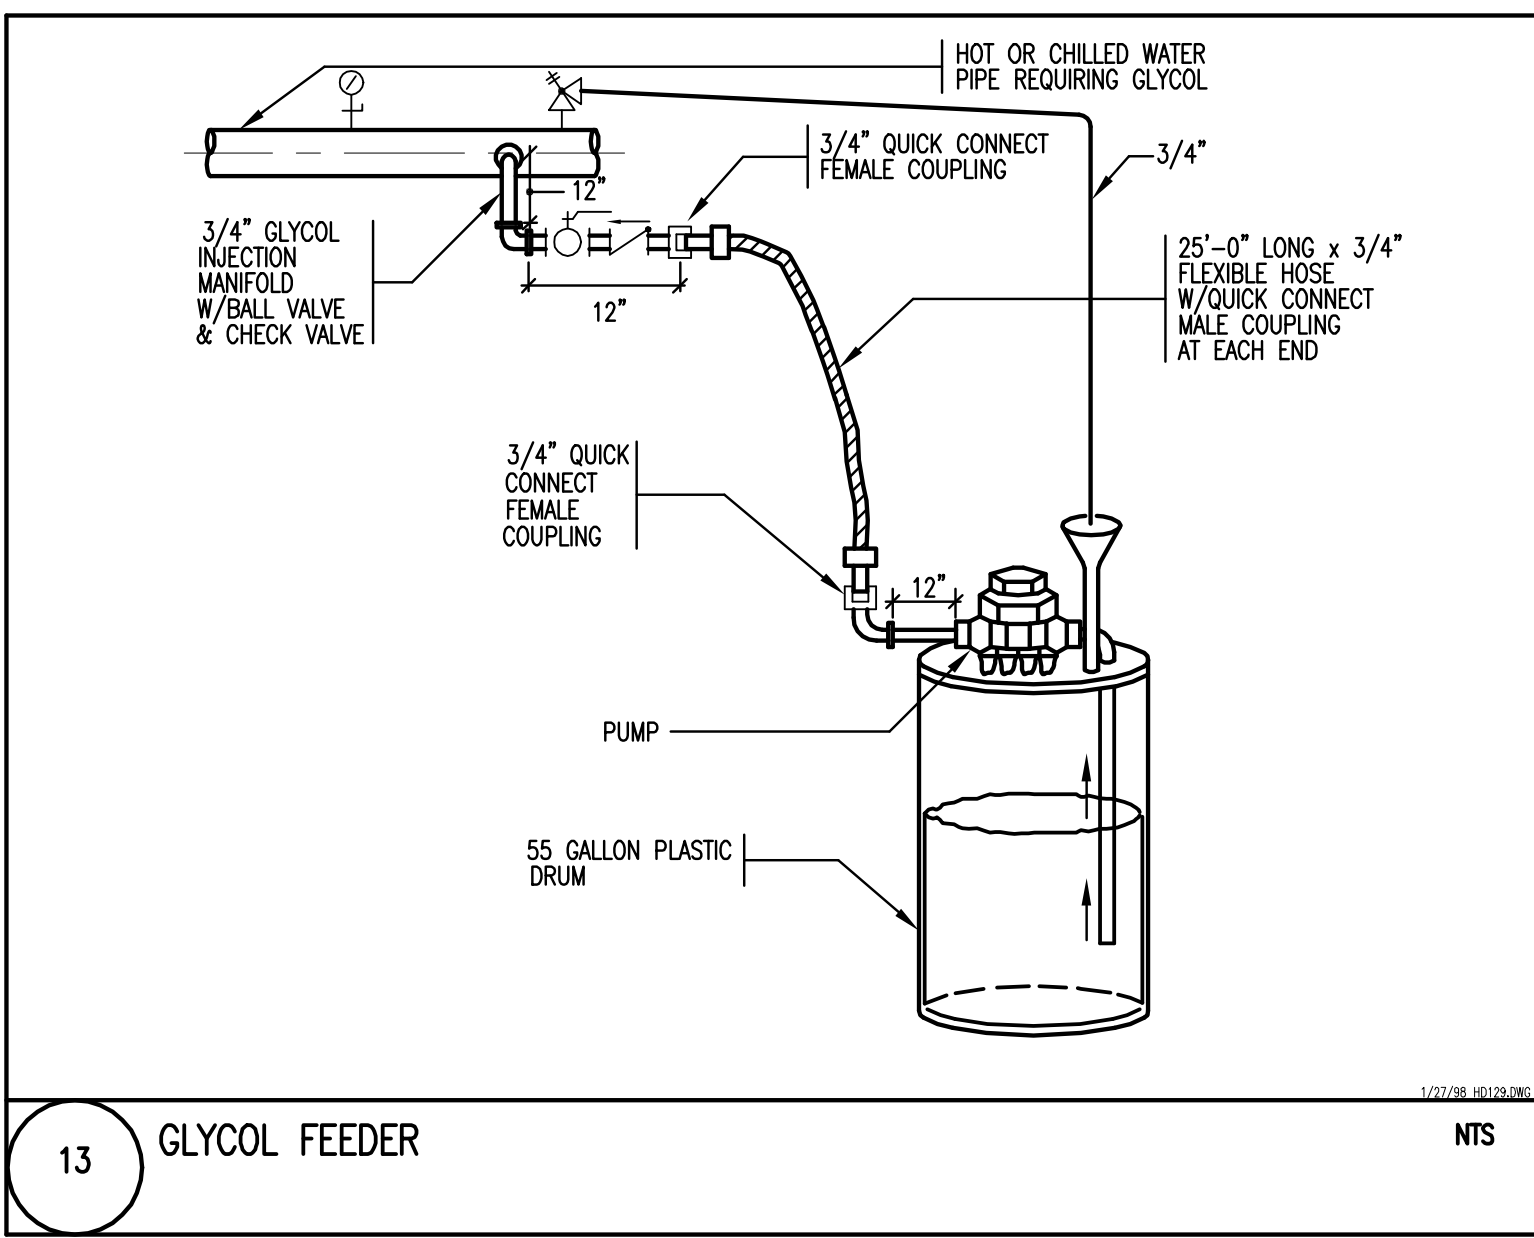 HOT OR CHILLED WATER
PIPE REQUIRING GLYCOL
3/4" QUICK CONNECT
FEMALE COUPLING
3/4"
12"
3/4" GLYCOL
INJECTION
MANIFOLD
W/BALL VALVE
& CHECK VALVE
12"
25'-0" LONG x 3/4"
FLEXIBLE HOSE
W/QUICK CONNECT
MALE COUPLING
AT EACH END
3/4" QUICK
CONNECT
FEMALE
COUPLING
12"
PUMP
55 GALLON PLASTIC
DRUM
1/27/98 HD129.DWG
13
GLYCOL FEEDER
NTS